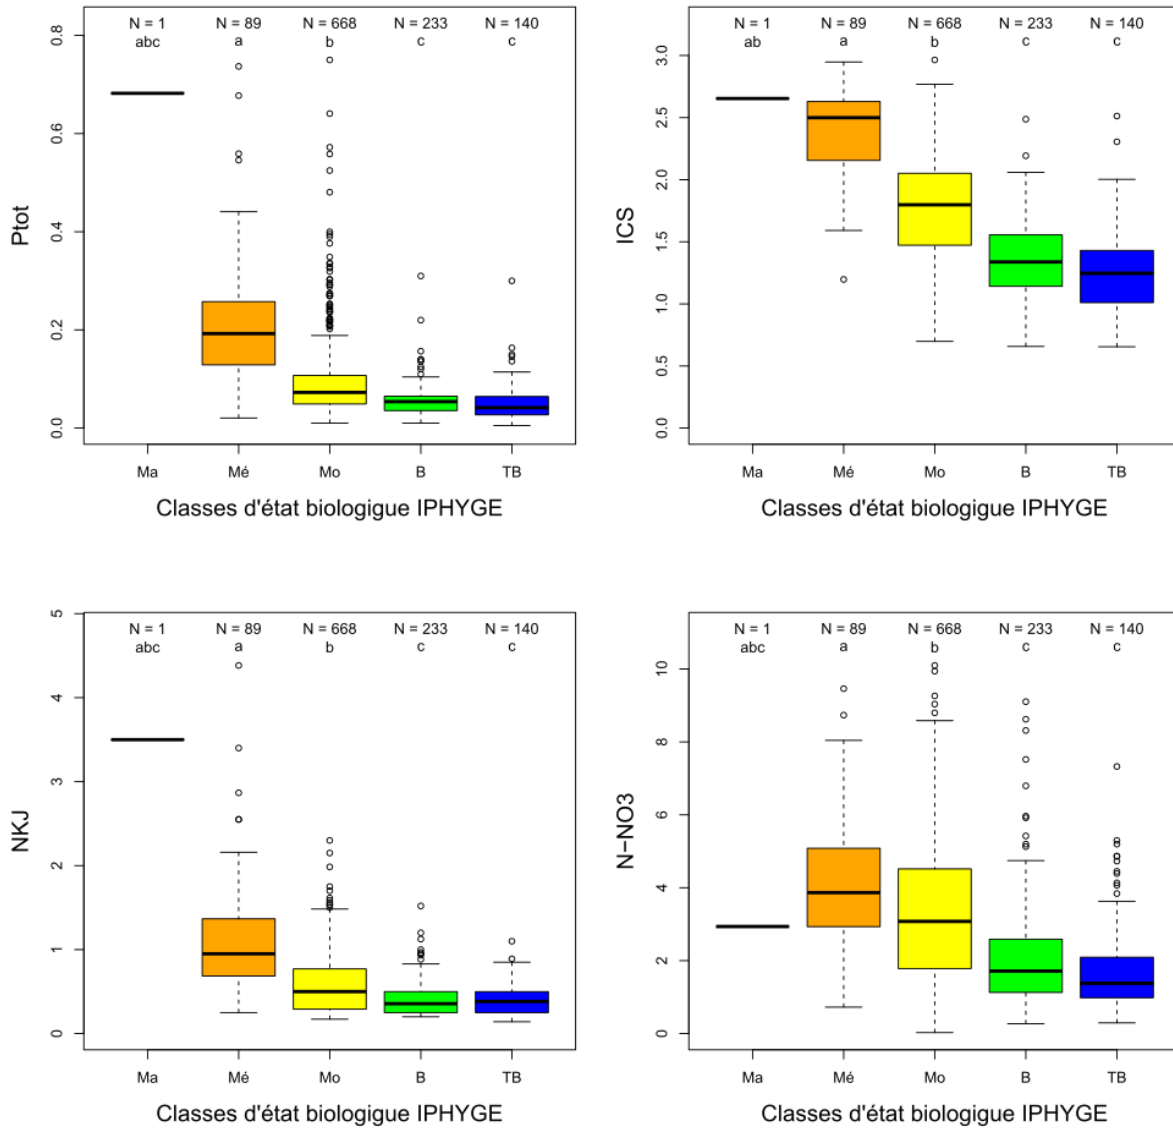 N = 1 N = 89 N = 668 N = 233 N = 140
abc a b c c
0.8
0.6
0.4
0.2
0.0
Ptot
Ma Mé Mo B TB
Classes d'état biologigue IPHYGE
N = 1 N = 89 N = 668 N = 233 N = 140
ab a b c c
3.0
2.5
2.0
1.5
1.0
0.5
0.0
ICS
Ma Mé Mo B TB
Classes d'état biologigue IPHYGE
N = 1 N = 89 N = 668 N = 233 N = 140
abc a b c c
5
4
3
2
1
0
NKJ
Ma Mé Mo B TB
Classes d'état biologigue IPHYGE
N = 1 N = 89 N = 668 N = 233 N = 140
abc a b c c
10
8
6
4
2
0
N−NO3
Ma Mé Mo B TB
Classes d'état biologigue IPHYGE